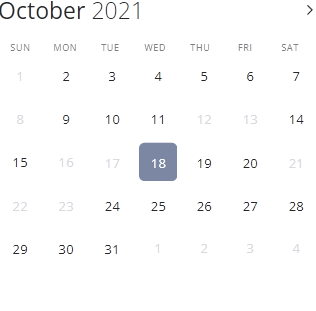 October 2021
SUN MON TUE WED THU FRI SAT
1 2 3 4 5 6 7
8 9 10 11 12 13 14
15 16 17 18 19 20 21
22 23 24 25 26 27 28
29 30 31 1 2 3 4